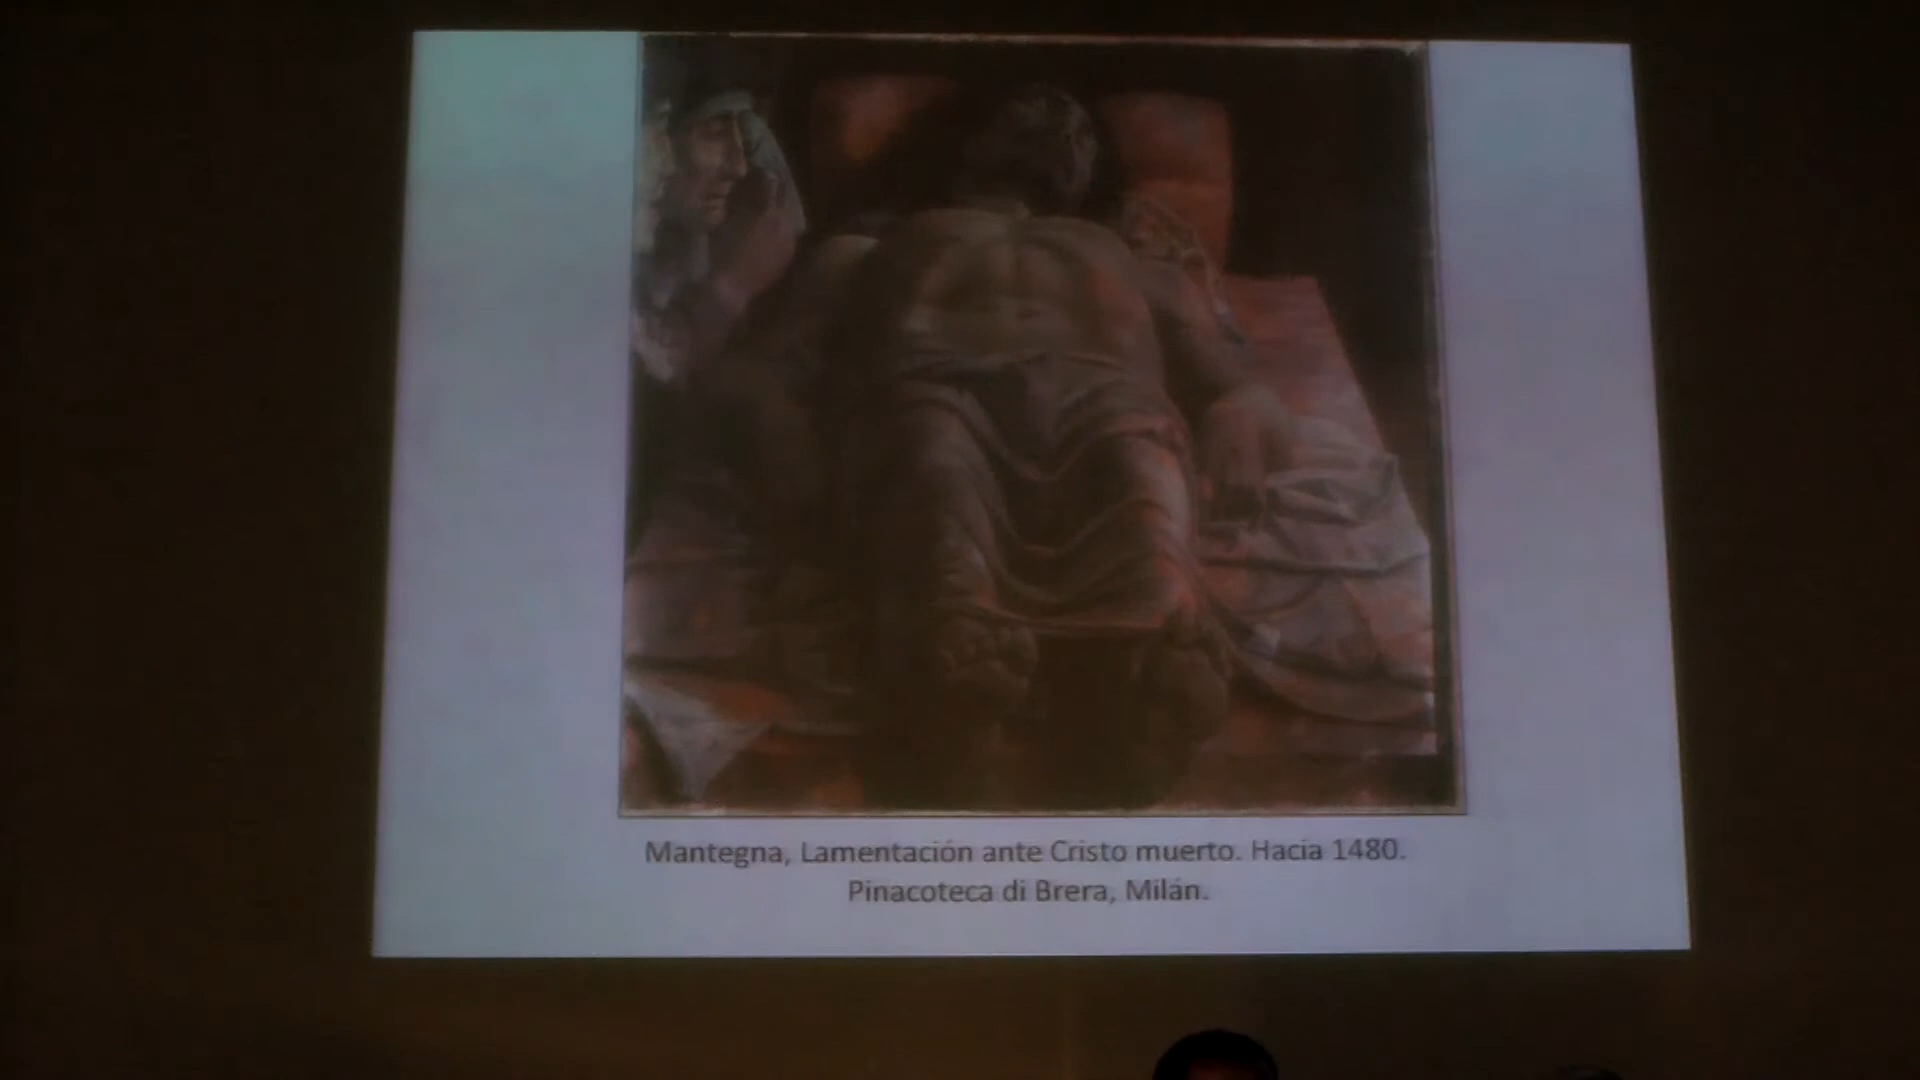 Mantegna, Lamentación ante Cristo muerto. Hacia 1480.
Pinacoteca di Brera, Milán.